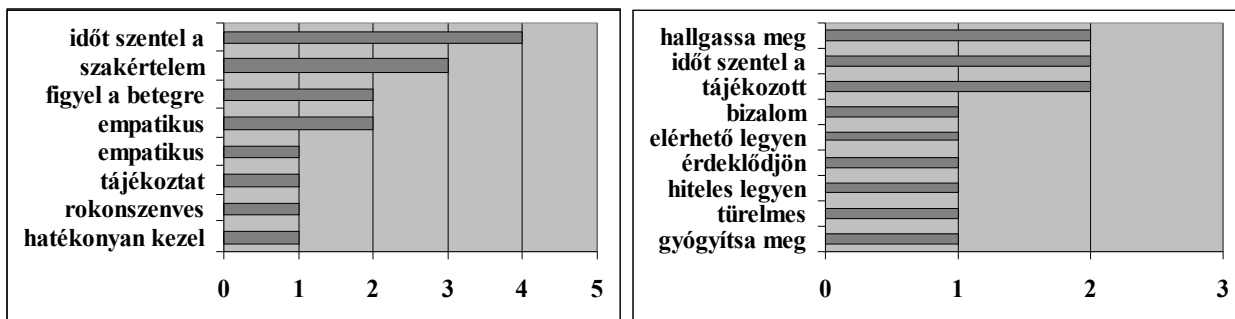 időt szentel a
szakértelem
figyel a betegre
empatikus
empatikus
tájékoztat
rokonszenves
hatékonyan kezel
0 1 2 3 4 5
hallgassa meg
időt szentel a
tájékozott
bizalom
elérhető legyen
érdeklődjön
hiteles legyen
türelmes
gyógyítsa meg
0 1 2 3